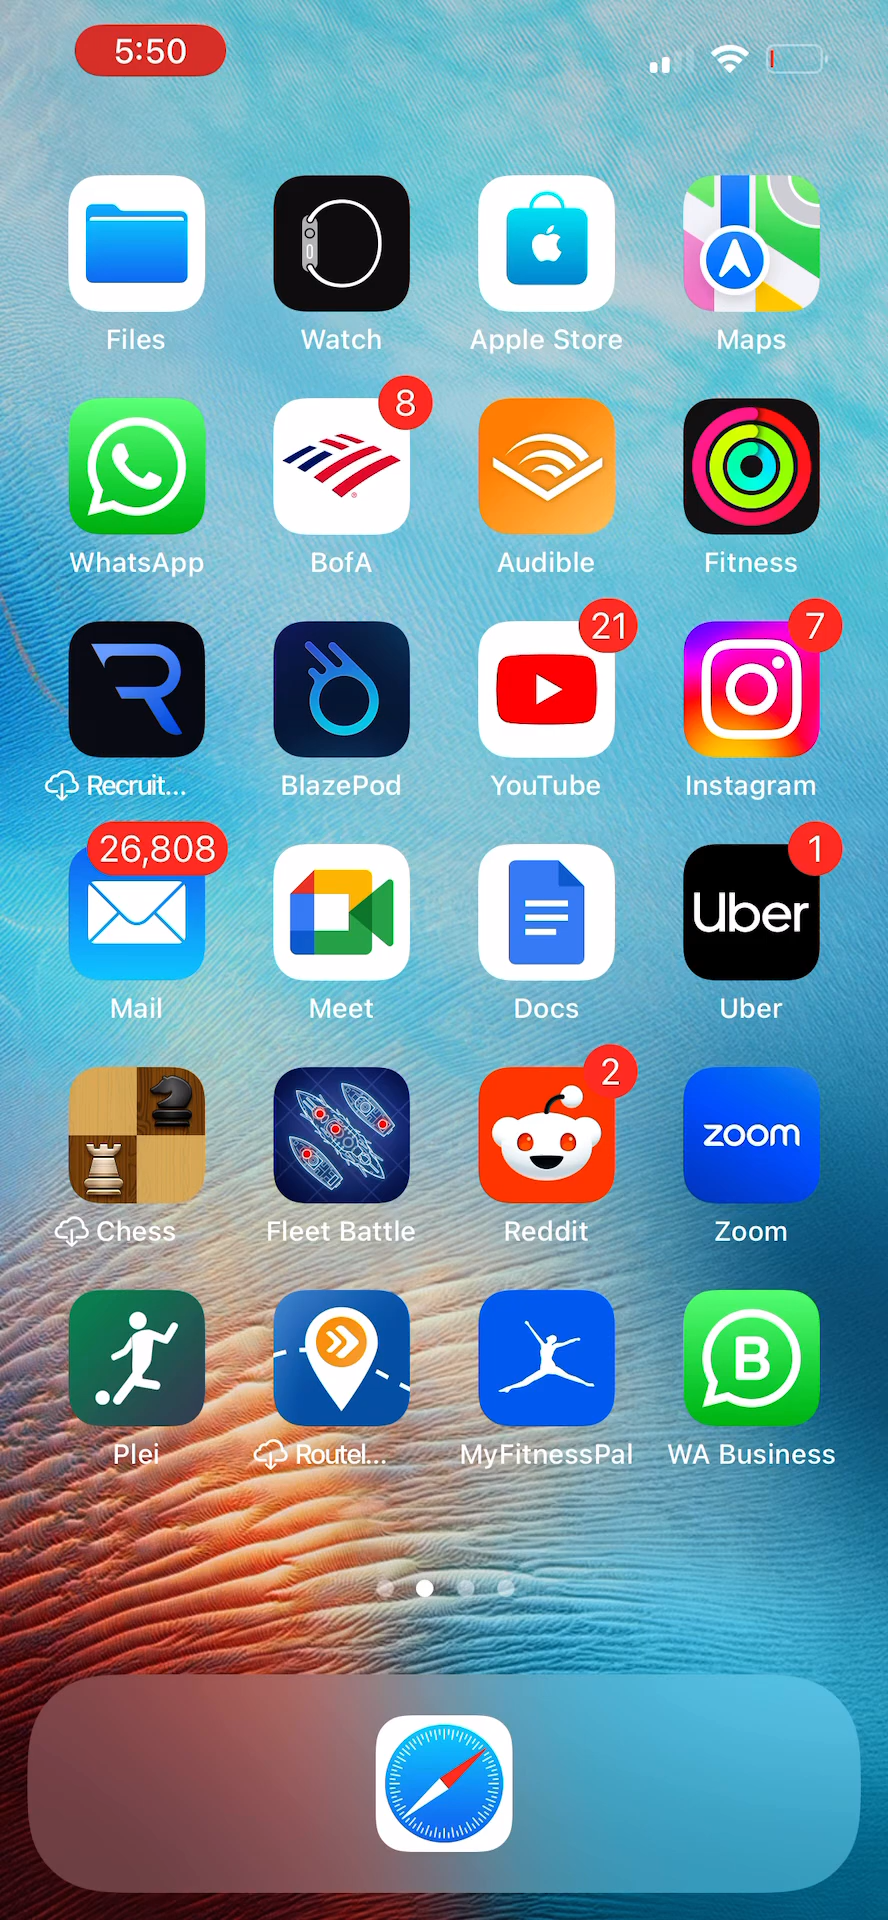 5:50
Files
Watch
Apple Store
Maps
8
WhatsApp
BofA
Audible
Fitness
21
7
Recruit...
BlazePod
YouTube
Instagram
26,808
1
Uber
Mail
Meet
Docs
Uber
2
zoom
Chess
Fleet Battle
Reddit
Zoom
B
Plei
Routel...
MyFitnessPal
WA Business